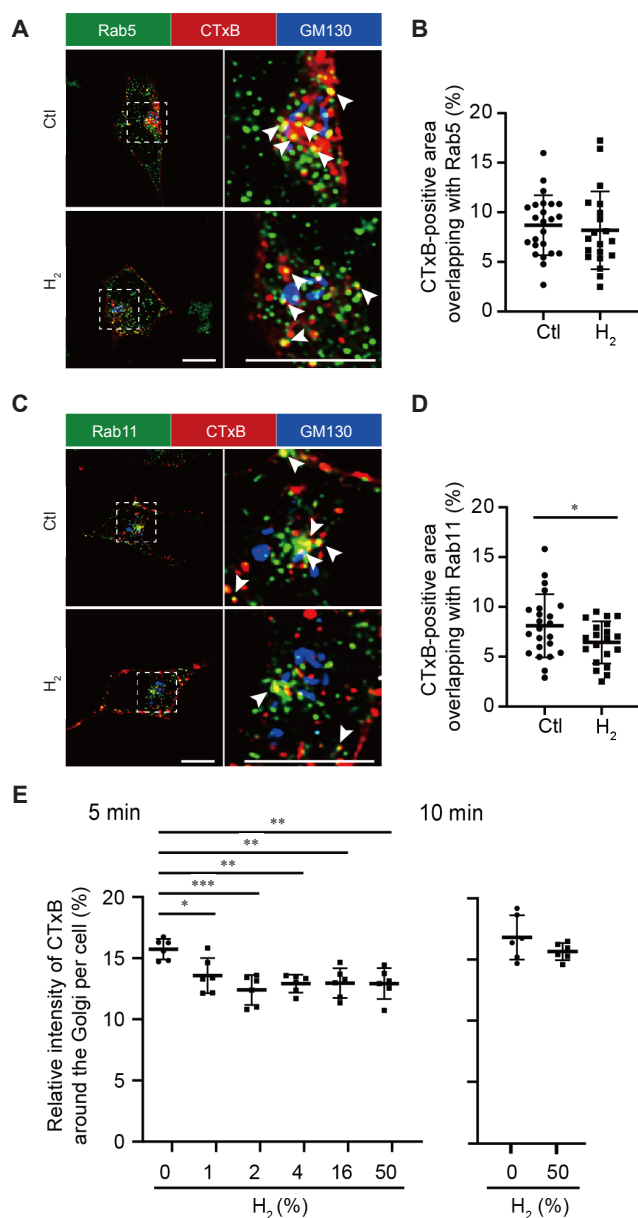 A
Rab5 CTxB GM130
Ctl
H₂
B
CTxB-positive area
overlapping with Rab5 (%)
20
15
10
5
0
Ctl H₂
C
Rab11 CTxB GM130
Ctl
H₂
D
CTxB-positive area
overlapping with Rab11 (%)
20
15
10
5
0
*
Ctl H₂
E
5 min
10 min
Relative intensity of CTxB
around the Golgi per cell (%)
**
**
**
***
*
20
15
10
5
0
0 1 2 4 16 50
H₂(%)
0 50
H₂(%)